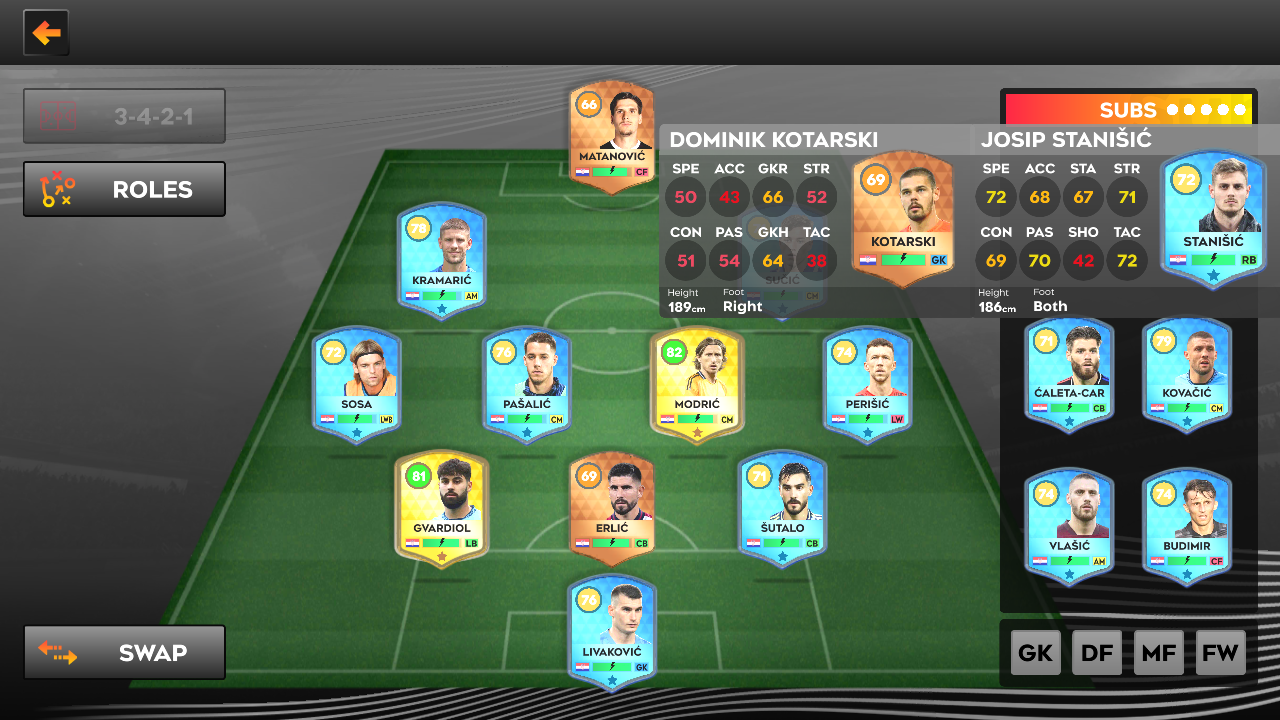 3-4-2-1
ROLES
SWAP
66
MATANOVIĆ
CF
78
KRAMARIĆ
AM
SUČIĆ
CM
72
SOSA
LWB
76
PAŠALIĆ
CM
82
MODRIĆ
CM
74
PERIŠIĆ
LW
81
GVARDIOL
LB
69
ERLIĆ
CB
71
ŠUTALO
CB
76
LIVAKOVIĆ
GK
SUBS
DOMINIK KOTARSKI
SPE ACC GKR STR
50 43 66 52
CON PAS GKH TAC
51 54 64 38
Height Foot
189cm Right
69
KOTARSKI
GK
JOSIP STANIŠIĆ
SPE ACC STA STR
72 68 67 71
CON PAS SHO TAC
69 70 42 72
Height Foot
186cm Both
72
STANIŠIĆ
RB
71
ĆALETA-CAR
CB
79
KOVAČIĆ
CM
74
VLAŠIĆ
AM
74
BUDIMIR
CF
GK DF MF FW